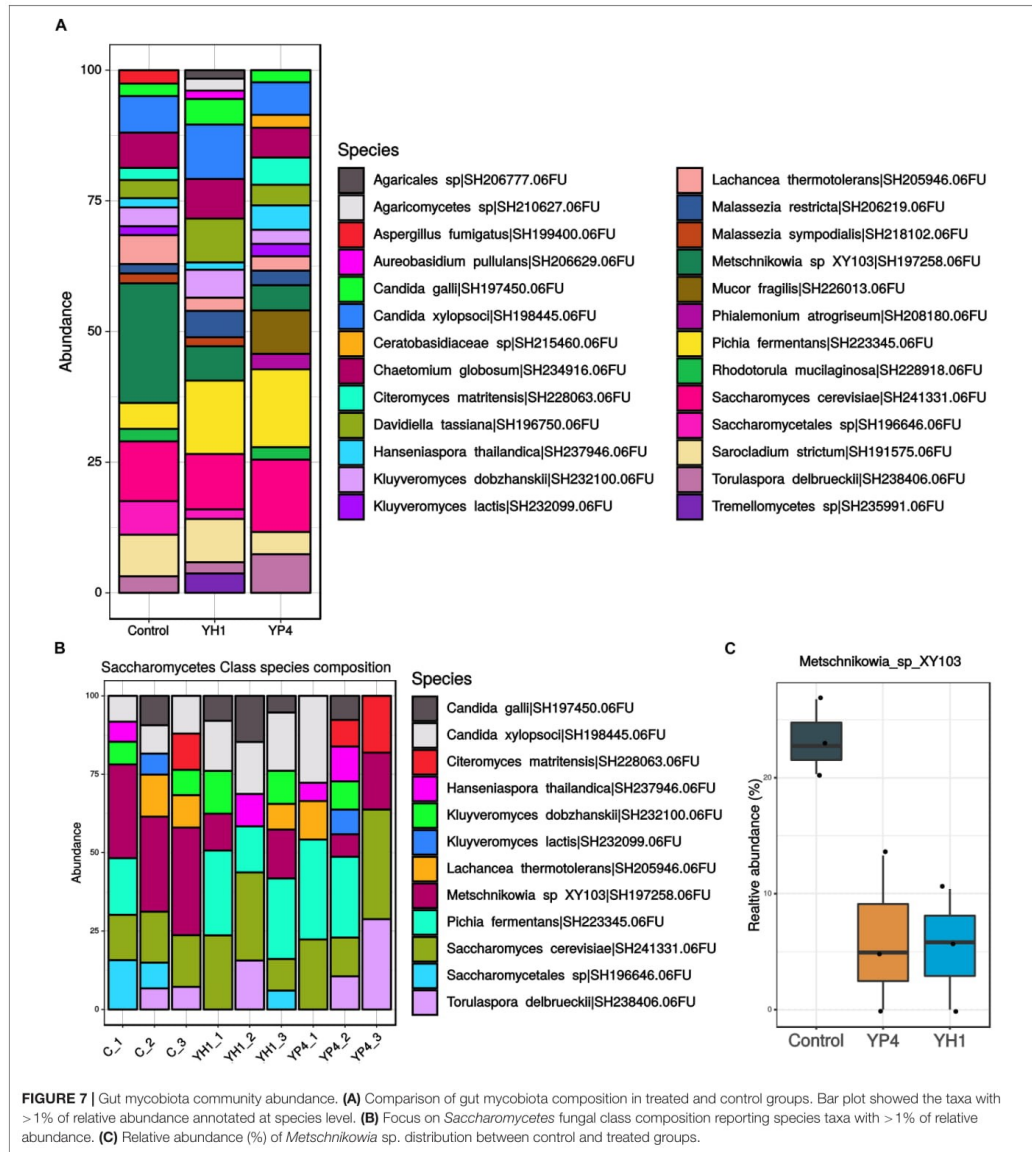 A
Abundance
100
75
50
25
0
Control YH1 YP4
Species
Agaricales sp|SH206777.06FU
Agaricomycetes sp|SH210627.06FU
Aspergillus fumigatus|SH199400.06FU
Aureobasidium pullulans|SH206629.06FU
Candida galli|SH197450.06FU
Candida xylopsoci|SH198445.06FU
Ceratobasidiaceae sp|SH215460.06FU
Chaetomium globosum|SH234916.06FU
Citeromyces matritensis|SH228063.06FU
Davidiella tassiana|SH196750.06FU
Hanseniaspora thailandica|SH237946.06FU
Kluyveromyces dobzhanskii|SH232100.06FU
Kluyveromyces lactis|SH232099.06FU
Lachancea thermotolerans|SH205946.06FU
Malassezia restricta|SH206219.06FU
Malassezia sympodialis|SH218102.06FU
Metschnikowia sp XY103|SH197258.06FU
Mucor fragilis|SH226013.06FU
Phialemonium atrogriseum|SH208180.06FU
Pichia fermentans|SH223345.06FU
Rhodotorula mucilaginosa|SH228918.06FU
Saccharomyces cerevisiae|SH241331.06FU
Saccharomycetales sp|SH196646.06FU
Sarocladium strictum|SH191575.06FU
Torulaspora delbrueckii|SH238406.06FU
Tremellomycetes sp|SH235991.06FU
B
Saccharomycetes Class species composition
Abundance
100
75
50
25
0
C_1 C_2 C_3 YH1_1 YH1_2 YH1_3 YP4_1 YP4_2 YP4_3
Species
Candida galli|SH197450.06FU
Candida xylopsoci|SH198445.06FU
Citeromyces matritensis|SH228063.06FU
Hanseniaspora thailandica|SH237946.06FU
Kluyveromyces dobzhanskii|SH232100.06FU
Kluyveromyces lactis|SH232099.06FU
Lachancea thermotolerans|SH205946.06FU
Metschnikowia sp XY103|SH197258.06FU
Pichia fermentans|SH223345.06FU
Saccharomyces cerevisiae|SH241331.06FU
Saccharomycetales sp|SH196646.06FU
Torulaspora delbrueckii|SH238406.06FU
C
Metschnikowia_sp_XY103
Realtive abundance (%)
20
10
0
Control YP4 YH1
FIGURE 7 | Gut mycobiota community abundance. (A) Comparison of gut mycobiota composition in treated and control groups. Bar plot showed the taxa with
>1% of relative abundance annotated at species level. (B) Focus on Saccharomycetes fungal class composition reporting species taxa with >1% of relative
abundance. (C) Relative abundance (%) of Metschnikowia sp. distribution between control and treated groups.